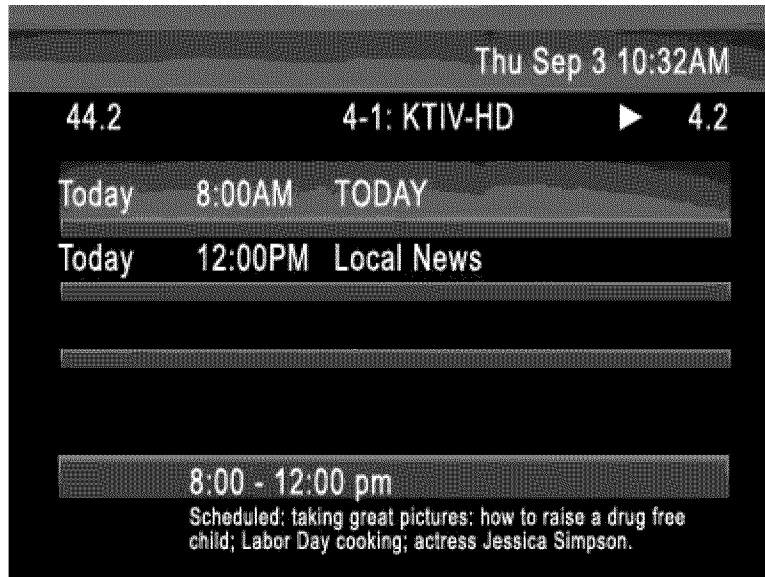 Thu Sep 3 10:32AM
44.2 4-1: KTIV-HD ▶ 4.2
Today 8:00AM TODAY
Today 12:00PM Local News
8:00 - 12:00 pm
Scheduled: taking great pictures: how to raise a drug free
child; Labor Day cooking; actress Jessica Simpson.